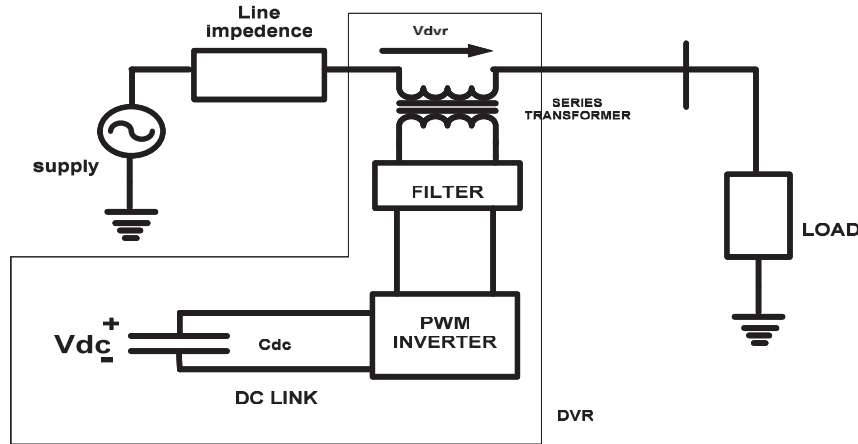 Line
impedence
Vdvr
SERIES
TRANSFORMER
supply
FILTER
LOAD
PWM
INVERTER
+
Vdc
-
Cdc
DC LINK
DVR